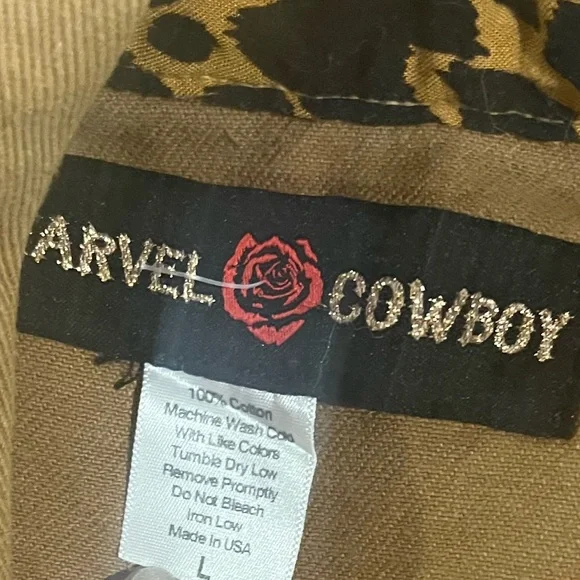 ARVEL COWBOY
100% Cotton
Machine Wash Cold
With Like Colors
Tumble Dry Low
Remove Promptly
Do Not Bleach
Iron Low
Made In USA
L